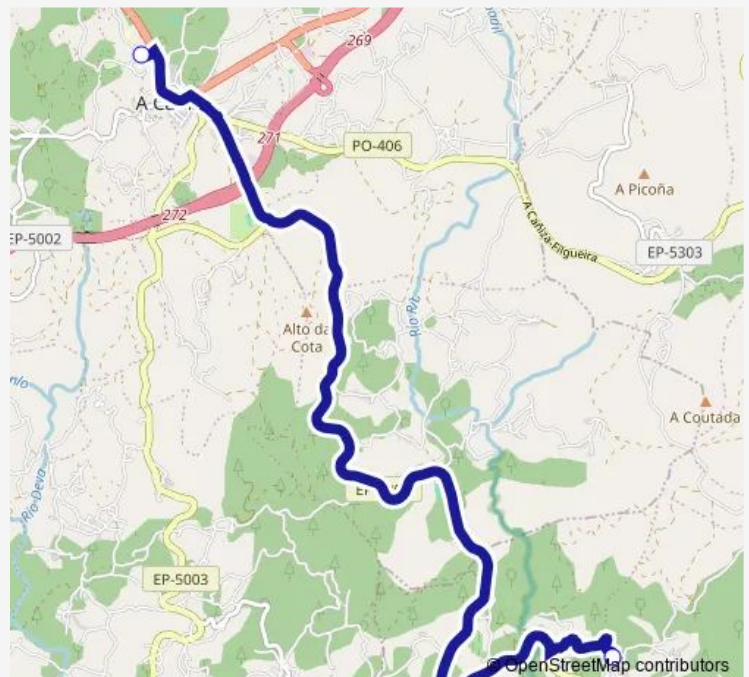 269
A Ca
271
PO-406
A Picoña
272
EP-5002
A Cañiza-Filgueira
EP-5303
Alto da
Cota
A Coutada
Río Deva
EP-5003
© OpenStreetMap contributors